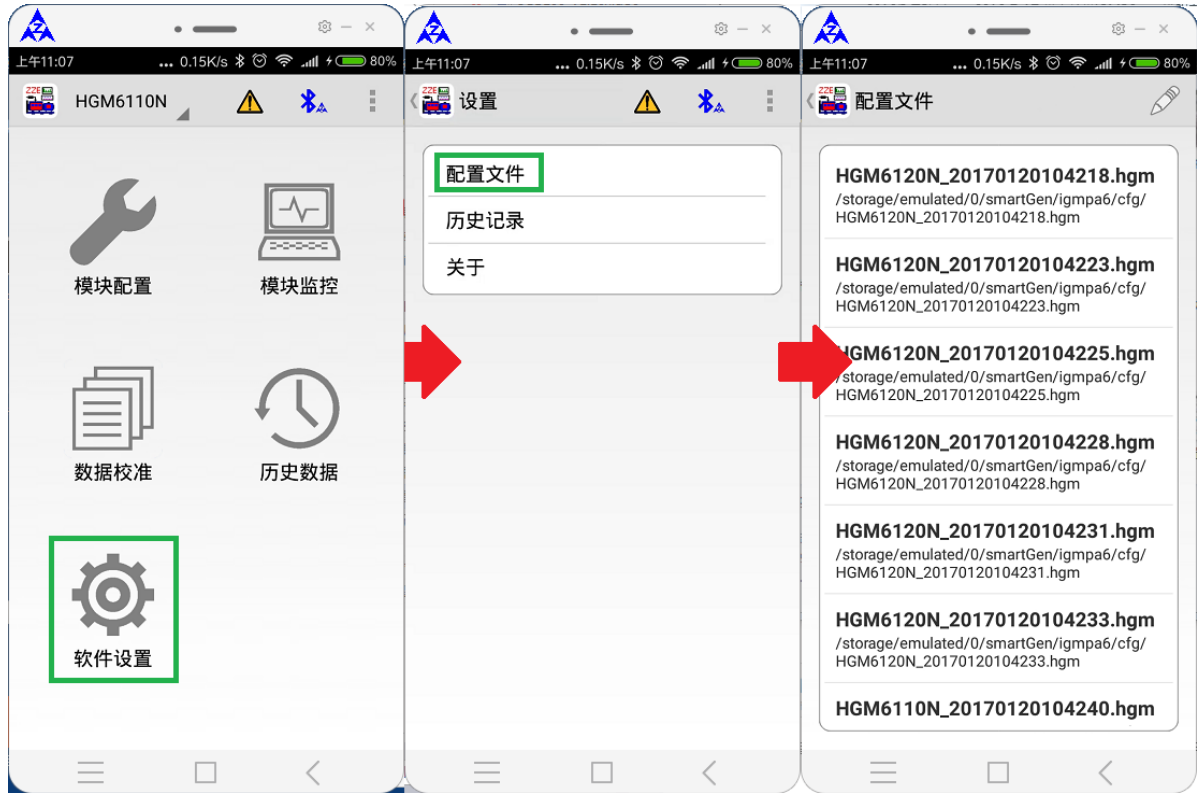 上午11:07 ... 0.15K/s 80%
HGM6110N
模块配置
模块监控
数据校准
历史数据
软件设置
上午11:07 ... 0.15K/s 80%
设置
配置文件
历史记录
关于
上午11:07 ... 0.15K/s 80%
配置文件
HGM6120N_20170120104218.hgm
/storage/emulated/0/smartGen/igmpa6/cfg/
HGM6120N_20170120104218.hgm
HGM6120N_20170120104223.hgm
/storage/emulated/0/smartGen/igmpa6/cfg/
HGM6120N_20170120104223.hgm
HGM6120N_20170120104225.hgm
/storage/emulated/0/smartGen/igmpa6/cfg/
HGM6120N_20170120104225.hgm
HGM6120N_20170120104228.hgm
/storage/emulated/0/smartGen/igmpa6/cfg/
HGM6120N_20170120104228.hgm
HGM6120N_20170120104231.hgm
/storage/emulated/0/smartGen/igmpa6/cfg/
HGM6120N_20170120104231.hgm
HGM6120N_20170120104233.hgm
/storage/emulated/0/smartGen/igmpa6/cfg/
HGM6120N_20170120104233.hgm
HGM6110N_20170120104240.hgm